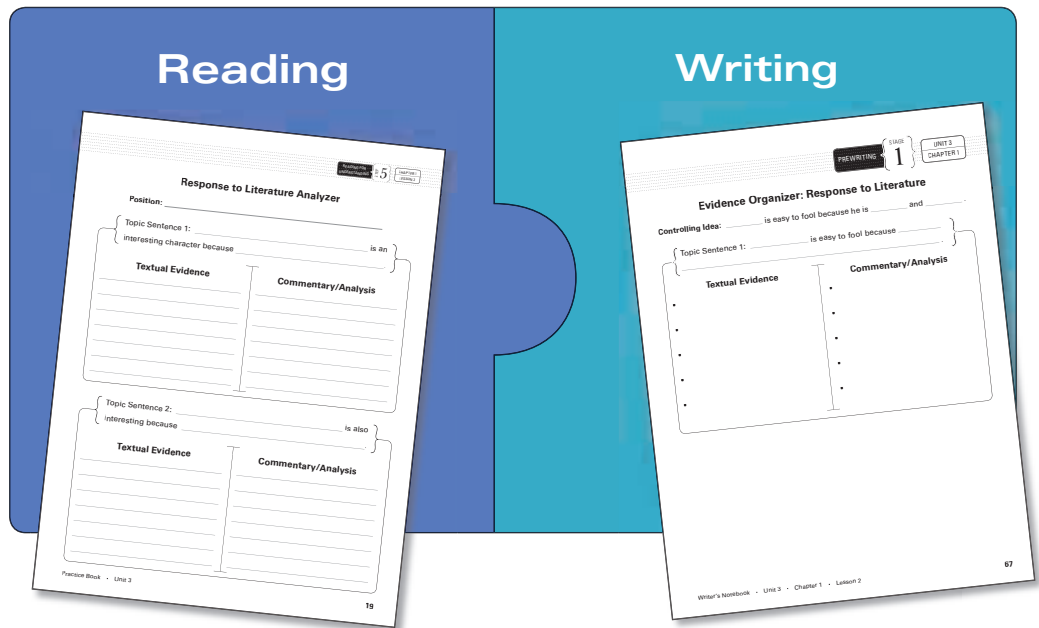 Reading
5
Response to Literature Analyzer
Position:
Topic Sentence 1: is an
interesting character because .
Textual Evidence
Commentary/Analysis
Topic Sentence 2: is also
interesting because .
Textual Evidence
Commentary/Analysis
Practice Book • Unit 3
19
Writing
PREWRITING
STAGE
1
UNIT 3
CHAPTER 1
Evidence Organizer: Response to Literature
Controlling Idea: is easy to fool because he is and .
Topic Sentence 1: is easy to fool because
.
Textual Evidence
Commentary/Analysis
Writer's Notebook • Unit 3 • Chapter 1 • Lesson 2
67